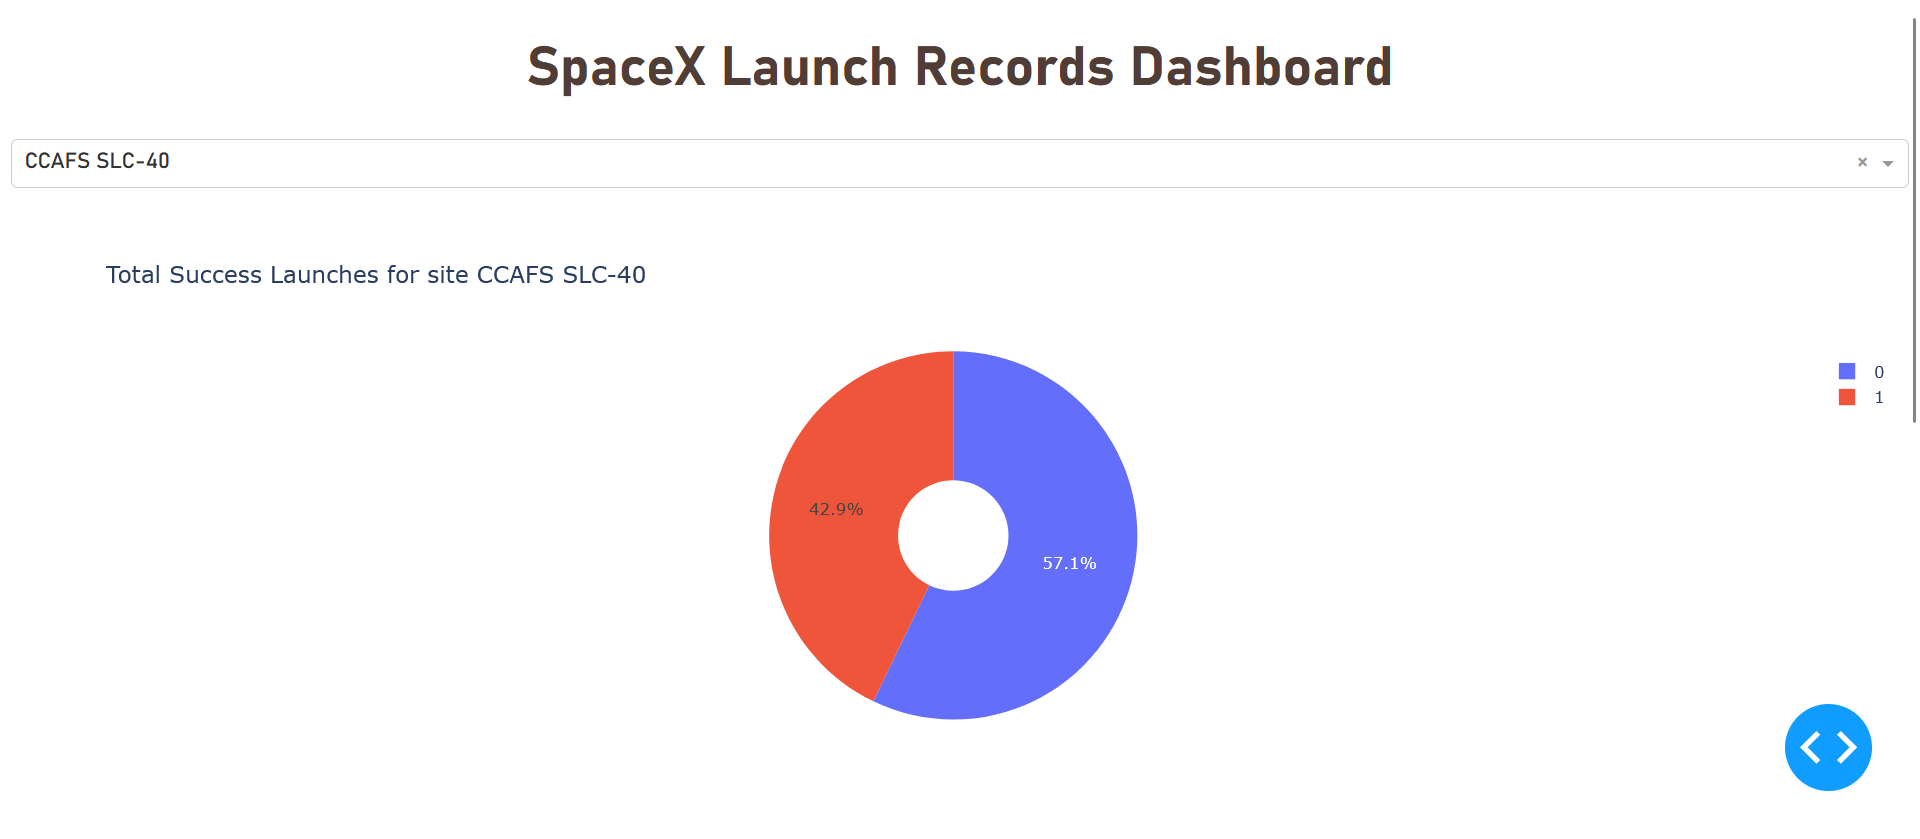 SpaceX Launch Records Dashboard
CCAFS SLC-40
×
Total Success Launches for site CCAFS SLC-40
0
1
42.9%
57.1%